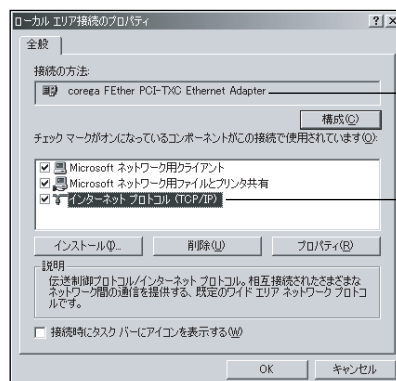 ローカル エリア接続のプロパティ
全般
接続の方法:
corega FEther PCI-TXC Ethernet Adapter
構成(C)
チェック マークがオンになっているコンポーネントがこの接続で使用されています(O):
Microsoft ネットワーク用クライアント
Microsoft ネットワーク用ファイルとプリンタ共有
インターネット プロトコル (TCP/IP)
インストール(I)...
削除(U)
プロパティ(R)
説明
伝送制御プロトコル/インターネット プロトコル。相互接続されたさまざまな
ネットワーク間の通信を提供する、既定のワイド エリア ネットワーク プロトコ
ルです。
接続時にタスク バーにアイコンを表示する(W)
OK
キャンセル